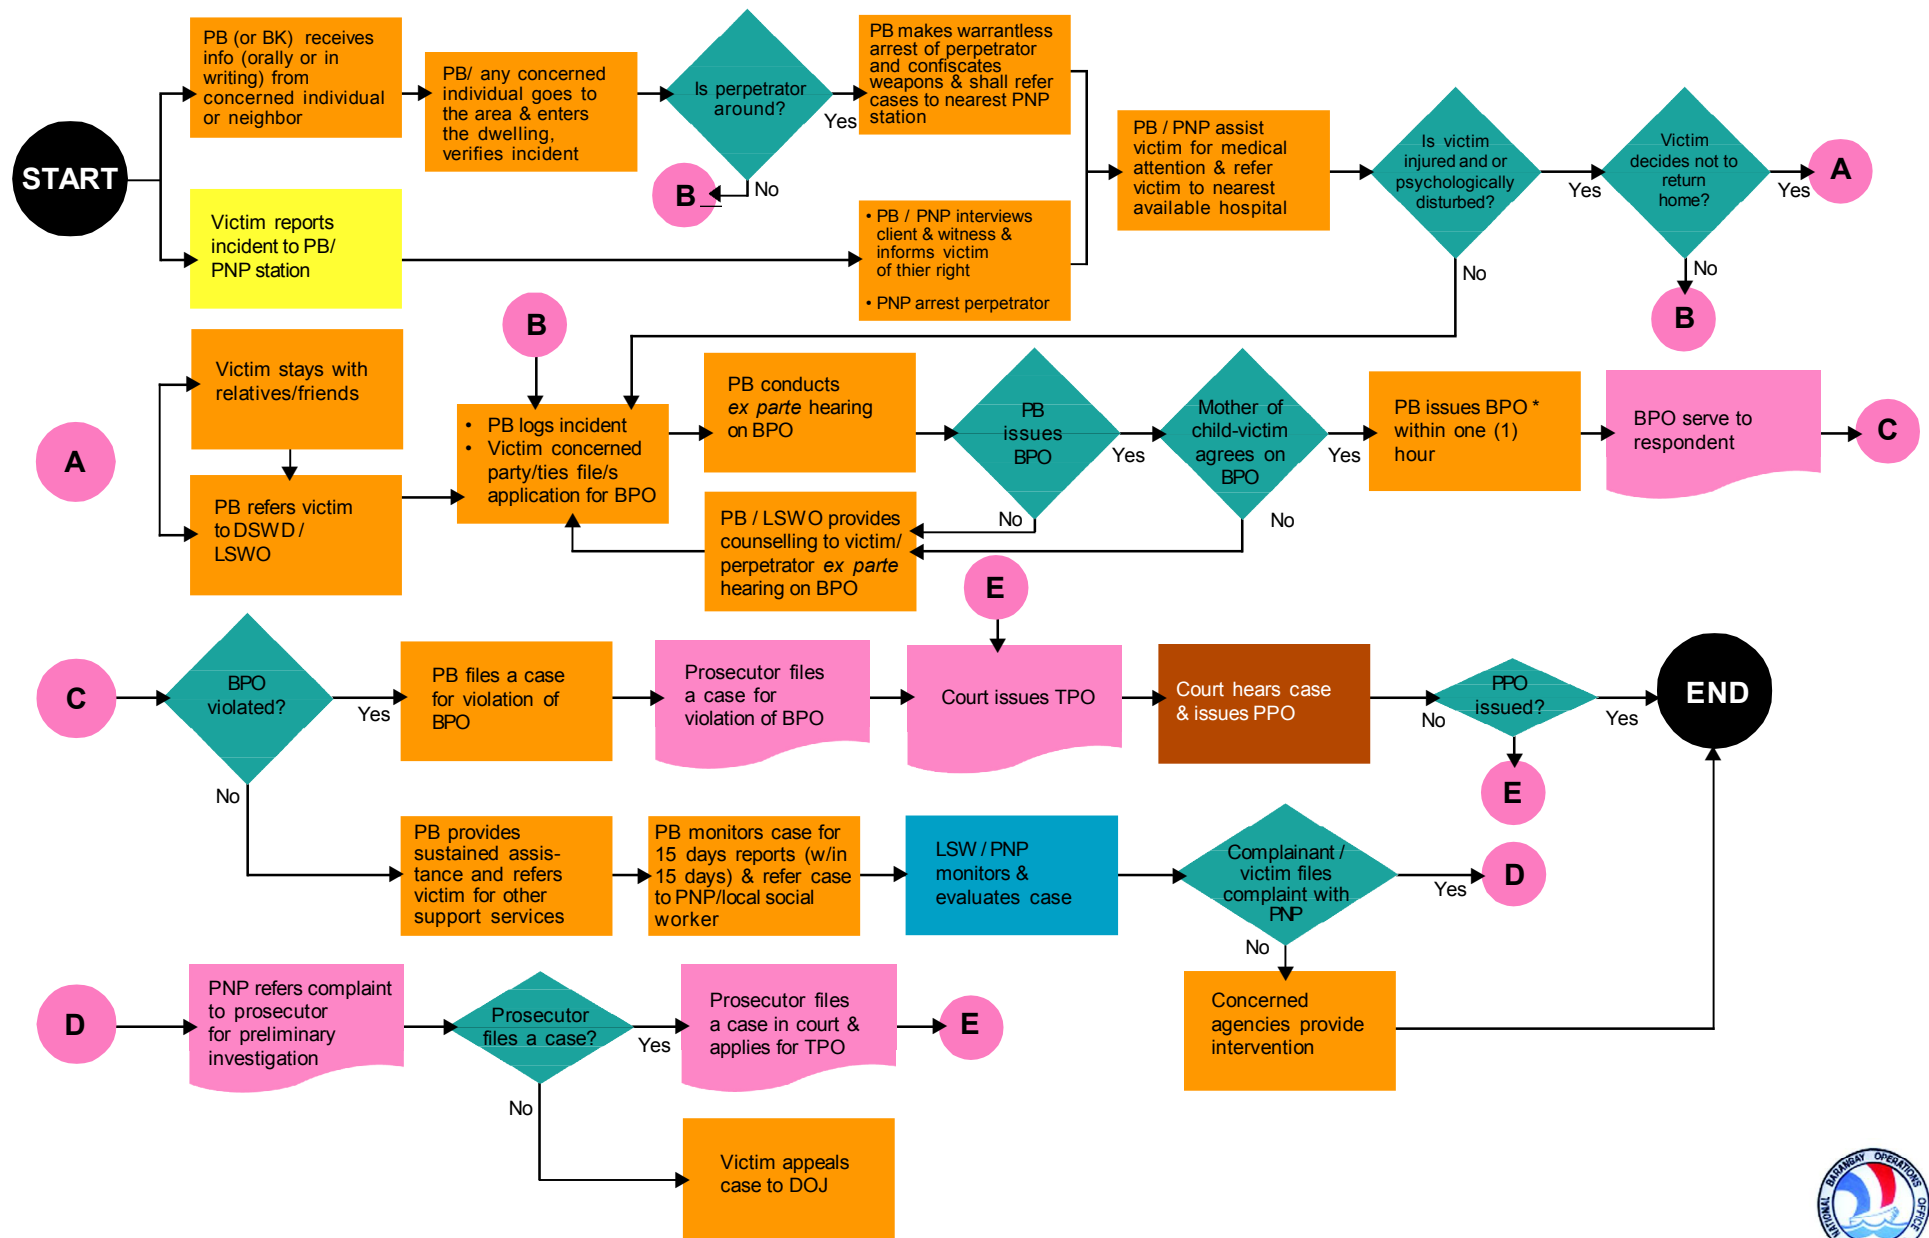 START
PB (or BK) receives
info (orally or in
writing) from
concerned individual
or neighbor
PB/ any concerned
individual goes to
the area & enters
the dwelling,
verifies incident
Is perpetrator
around?
Yes
No
B
PB makes warrantless
arrest of perpetrator
and confiscates
weapons & shall refer
cases to nearest PNP
station
Victim reports
incident to PB/
PNP station
• PB / PNP interviews
client & witness &
informs victim
of thier right
• PNP arrest perpetrator
PB / PNP assist
victim for medical
attention & refer
victim to nearest
available hospital
Is victim
injured and or
psychologically
disturbed?
Yes
No
Victim
decides not to
return
home?
Yes
A
No
B
A
Victim stays with
relatives/friends
PB refers victim
to DSWD /
LSWO
B
• PB logs incident
• Victim concerned
party/ties file/s
application for BPO
PB conducts
ex parte hearing
on BPO
PB
issues
BPO
Yes
No
Mother of
child-victim
agrees on
BPO
Yes
No
PB issues BPO *
within one (1)
hour
BPO serve to
respondent
C
PB / LSWO provides
counselling to victim/
perpetrator ex parte
hearing on BPO
E
C
BPO
violated?
Yes
No
PB files a case
for violation of
BPO
Prosecutor files
a case for
violation of BPO
Court issues TPO
Court hears case
& issues PPO
No
PPO
issued?
Yes
END
E
PB provides
sustained assis-
tance and refers
victim for other
support services
PB monitors case for
15 days reports (w/in
15 days) & refer case
to PNP/local social
worker
LSW / PNP
monitors &
evaluates case
Complainant /
victim files
complaint with
PNP
Yes
D
No
Concerned
agencies provide
intervention
D
PNP refers complaint
to prosecutor
for preliminary
investigation
Prosecutor
files a case?
Yes
No
Prosecutor files
a case in court &
applies for TPO
E
Victim appeals
case to DOJ
NATIONAL BARANGAY OPERATIONS OFFICE